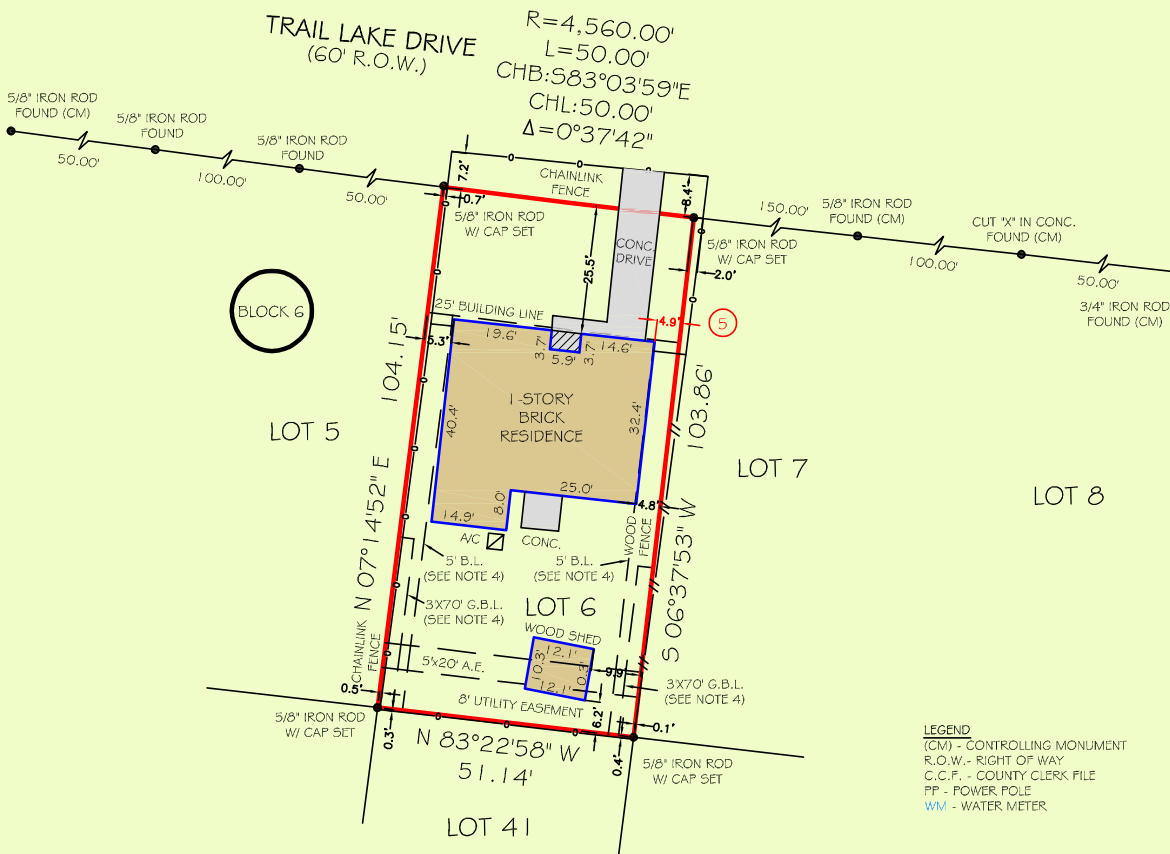 TRAIL LAKE DRIVE
(60' R.O.W.)
R=4,560.00'
L=50.00'
CHB:S83°03'59"E
CHL:50.00'
Δ=0°37'42"
5/8" IRON ROD
FOUND (CM)
50.00'
5/8" IRON ROD
FOUND
100.00'
5/8" IRON ROD
FOUND
50.00'
7.2'
CHAINLINK
FENCE
8.4'
0.7'
5/8" IRON ROD
W/ CAP SET
150.00'
5/8" IRON ROD
FOUND (CM)
100.00'
CUT "X" IN CONC.
FOUND (CM)
50.00'
3/4" IRON ROD
FOUND (CM)
5/8" IRON ROD
W/ CAP SET
2.0'
CONC.
DRIVE
25.5'
BLOCK 6
25' BUILDING LINE
4.9'
5
5.3'
19.6'
3.7'
5.9'
3.7'
14.6'
104.15'
103.86'
1-STORY
BRICK
RESIDENCE
40.4'
32.4'
LOT 5
LOT 7
LOT 8
25.0'
8.0'
14.9'
4.8'
A/C
CONC.
WOOD
FENCE
N 07°14'52" E
S 06°37'53" W
5' B.L.
(SEE NOTE 4)
5' B.L.
(SEE NOTE 4)
3'X70' G.B.L.
(SEE NOTE 4)
LOT 6
WOOD SHED
12.1'
10.3'
10.3'
12.1'
9.9'
CHAINLINK
FENCE
5'x20' A.E.
8' UTILITY EASEMENT
6.2'
3'X70' G.B.L.
(SEE NOTE 4)
0.5'
0.1'
5/8" IRON ROD
W/ CAP SET
0.3'
N 83°22'58" W
51.14'
0.4'
5/8" IRON ROD
W/ CAP SET
LOT 41
LEGEND
(CM) - CONTROLLING MONUMENT
R.O.W.- RIGHT OF WAY
C.C.F. - COUNTY CLERK FILE
PP - POWER POLE
WM - WATER METER